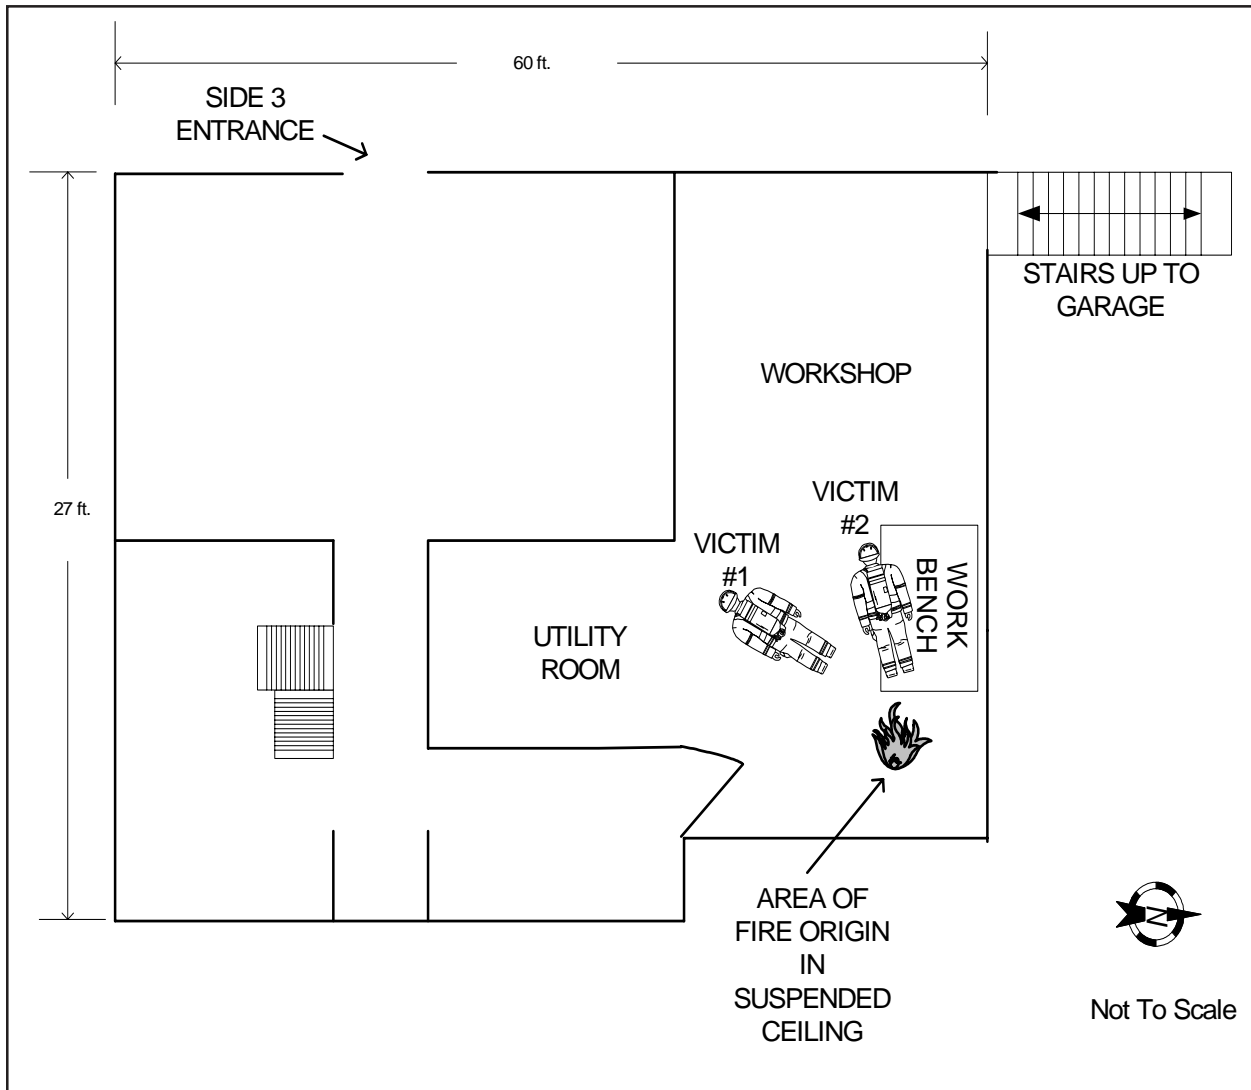 60 ft.
SIDE 3
ENTRANCE
STAIRS UP TO
GARAGE
WORKSHOP
27 ft.
VICTIM
#2
VICTIM
#1
WORK
BENCH
UTILITY
ROOM
AREA OF
FIRE ORIGIN
IN
SUSPENDED
CEILING
N
Not To Scale